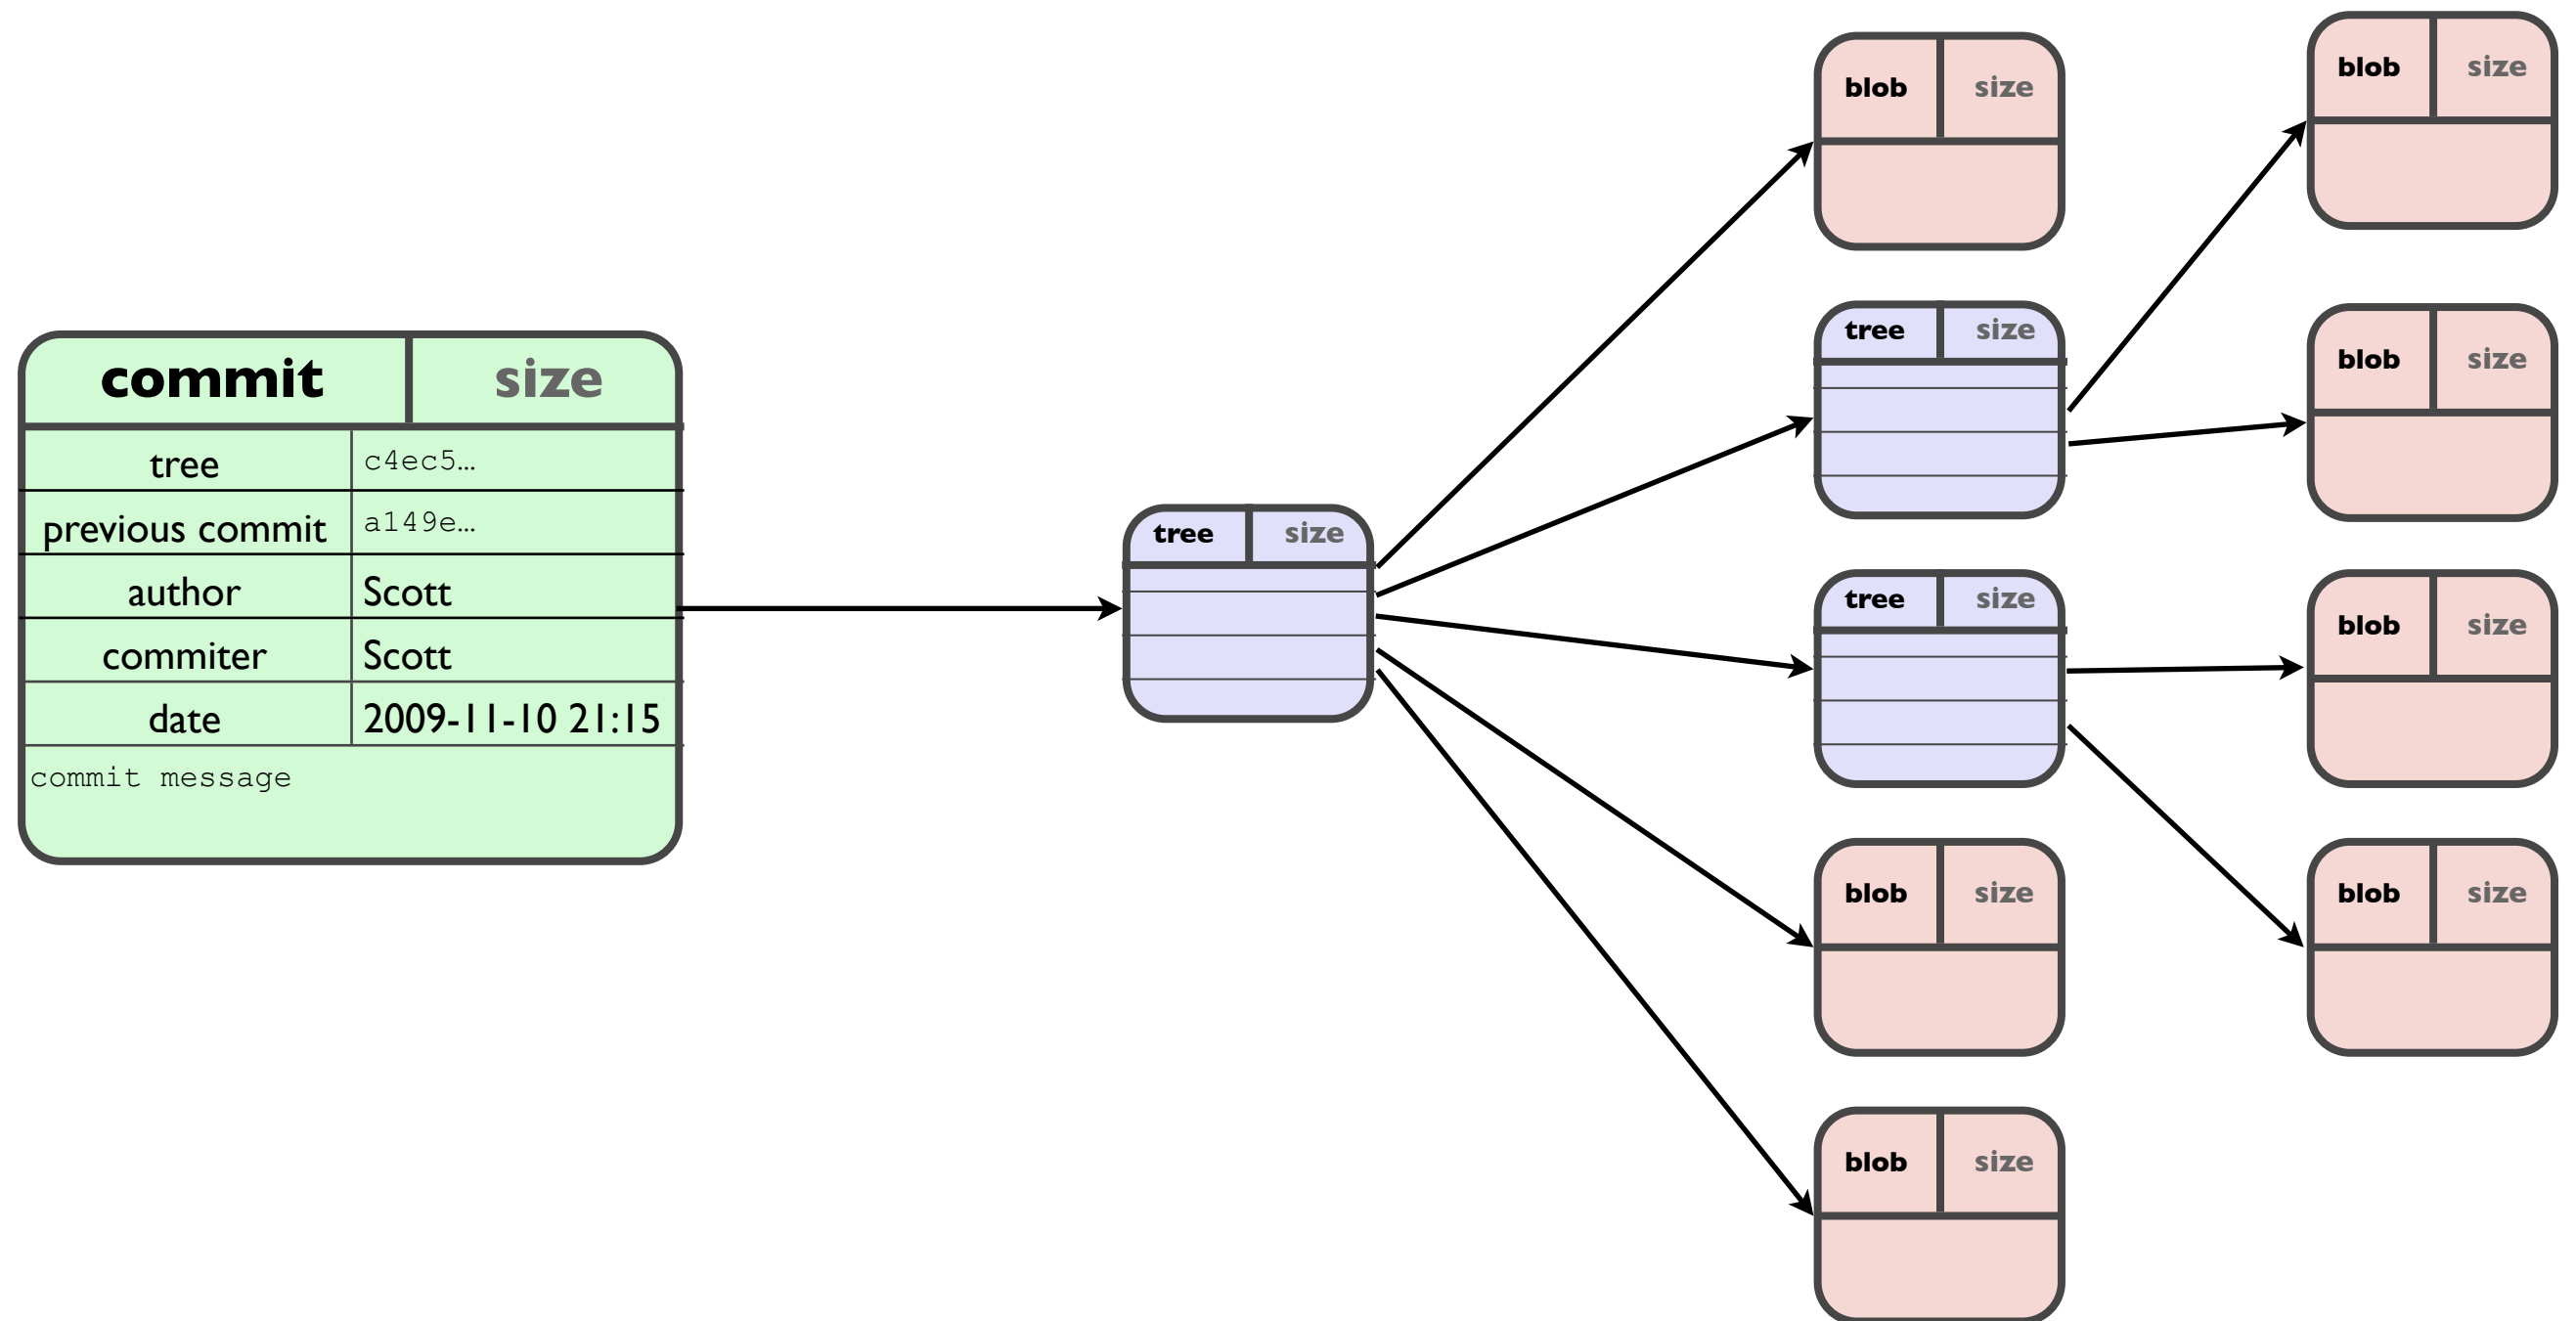 commit size
tree c4ec5…
previous commit a149e…
author Scott
commiter Scott
date 2009-11-10 21:15
commit message
tree size
blob size
tree size
tree size
blob size
blob size
blob size
blob size
blob size
blob size